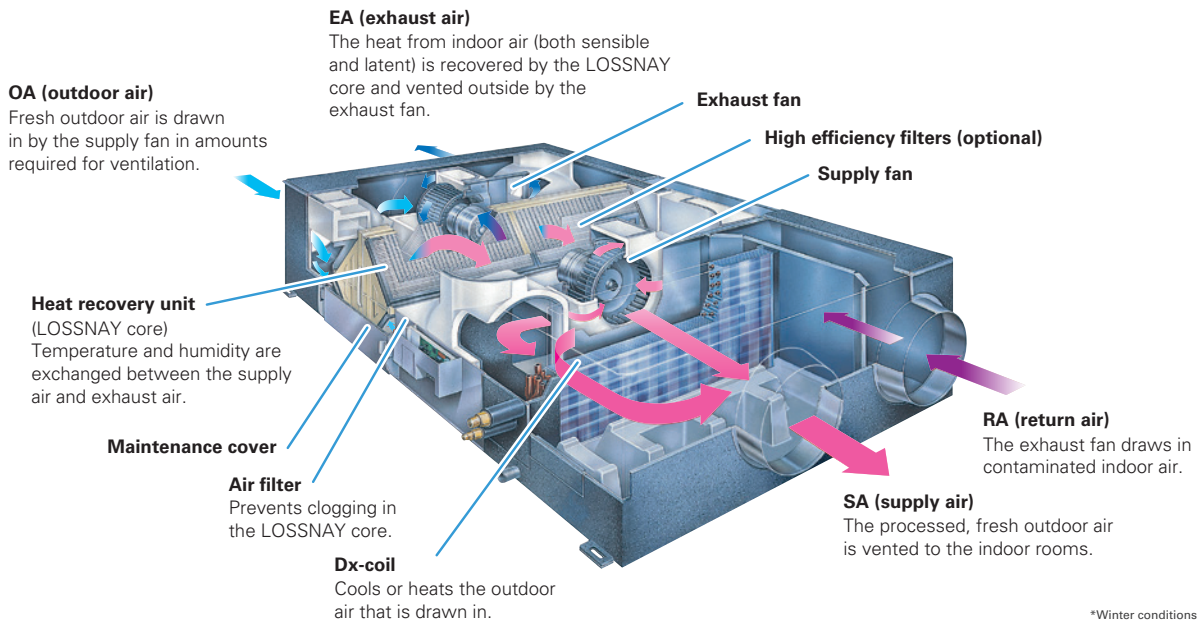 EA (exhaust air)
The heat from indoor air (both sensible
and latent) is recovered by the LOSSNAY
core and vented outside by the
exhaust fan.
OA (outdoor air)
Fresh outdoor air is drawn
in by the supply fan in amounts
required for ventilation.
Exhaust fan
High efficiency filters (optional)
Supply fan
Heat recovery unit
(LOSSNAY core)
Temperature and humidity are
exchanged between the supply
air and exhaust air.
Maintenance cover
Air filter
Prevents clogging in
the LOSSNAY core.
Dx-coil
Cools or heats the outdoor
air that is drawn in.
RA (return air)
The exhaust fan draws in
contaminated indoor air.
SA (supply air)
The processed, fresh outdoor air
is vented to the indoor rooms.
*Winter conditions